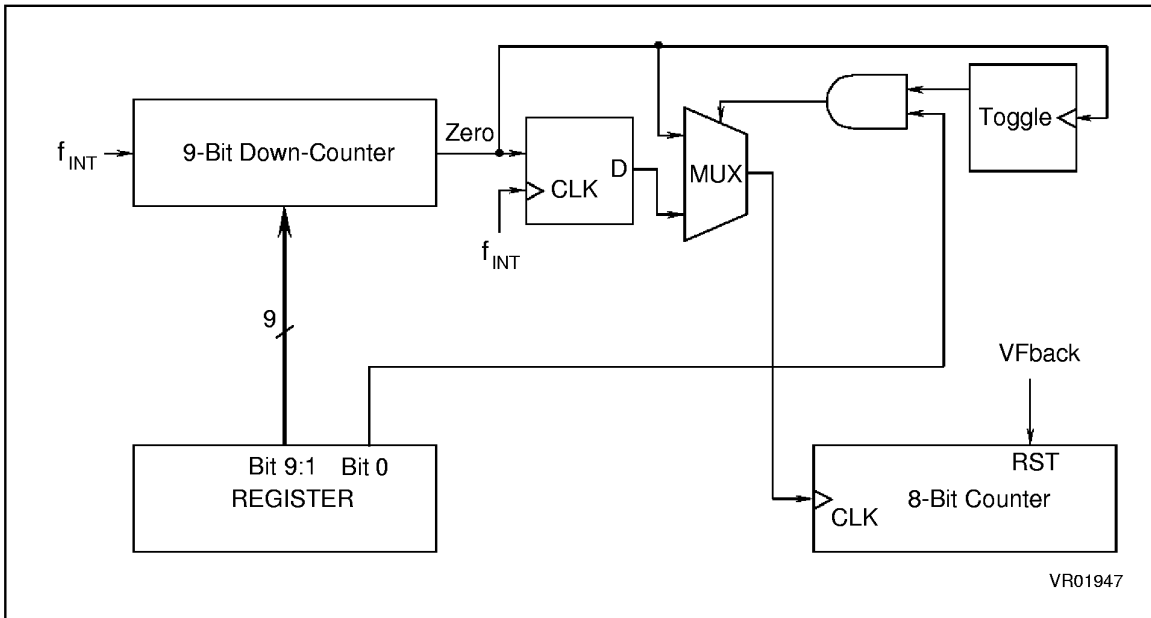 f INT
9-Bit Down-Counter
Zero
D
CLK
f INT
MUX
Toggle
9
VFback
Bit 9:1 Bit 0
REGISTER
RST
8-Bit Counter
CLK
VR01947